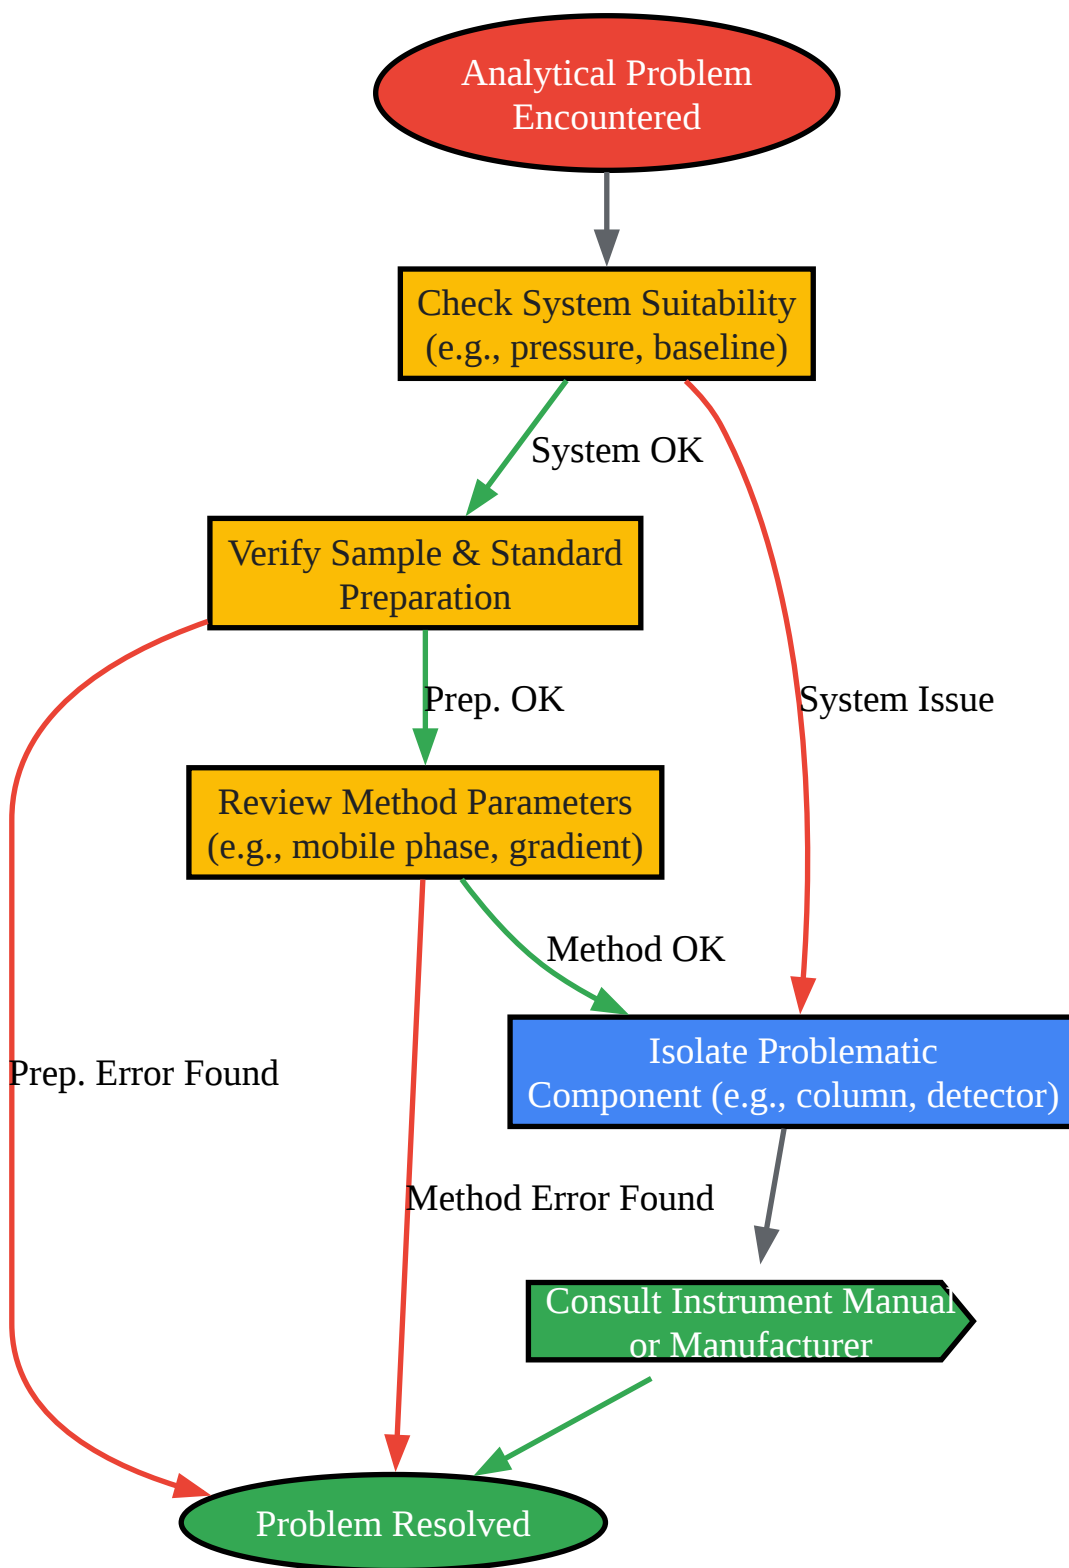 Analytical Problem
Encountered
Check System Suitability
(e.g., pressure, baseline)
System OK
Verify Sample & Standard
Preparation
Prep. OK
System Issue
Review Method Parameters
(e.g., mobile phase, gradient)
Method OK
Isolate Problematic
Component (e.g., column, detector)
Prep. Error Found
Method Error Found
Consult Instrument Manual
or Manufacturer
Problem Resolved